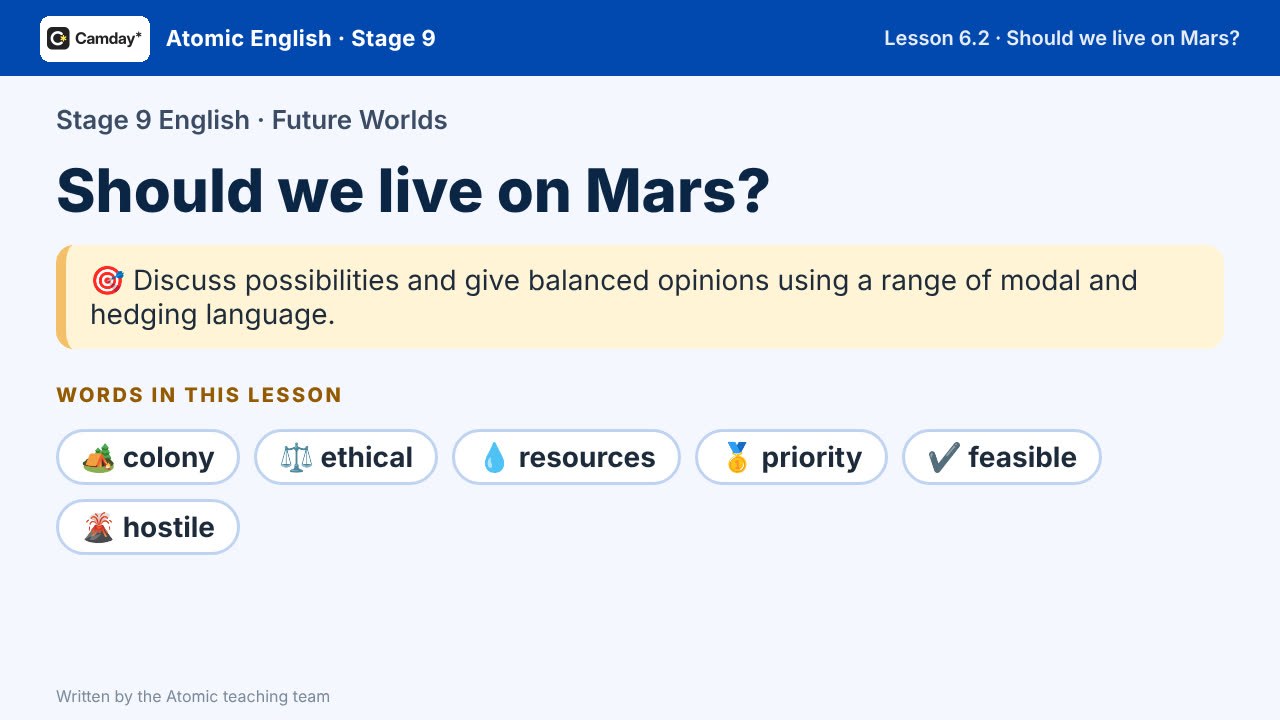 Camday*
Atomic English · Stage 9
Lesson 6.2 · Should we live on Mars?
Stage 9 English · Future Worlds
Should we live on Mars?
🎯 Discuss possibilities and give balanced opinions using a range of modal and
hedging language.
WORDS IN THIS LESSON
🏕️ colony
⚖️ ethical
💧 resources
🥇 priority
✔️ feasible
🌋 hostile
Written by the Atomic teaching team